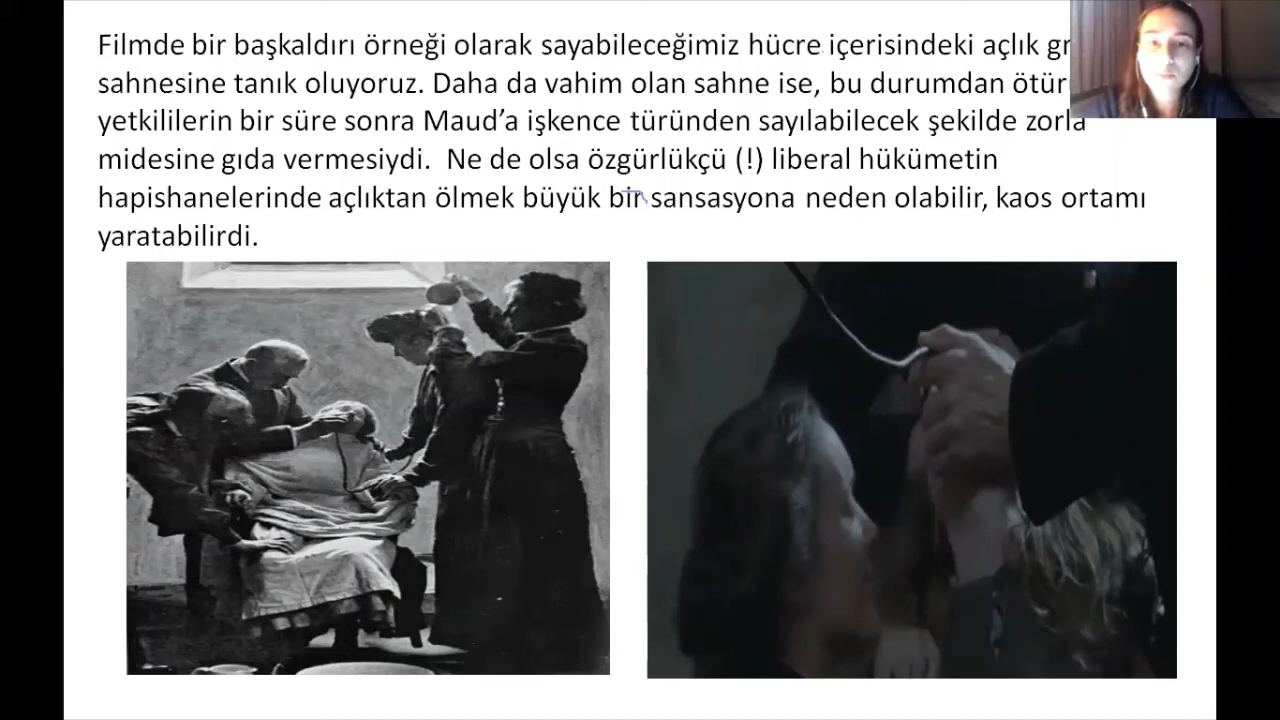 Filmde bir başkaldırı örneği olarak sayabileceğimiz hücre içerisindeki açlık
sahnesine tanık oluyoruz. Daha da vahim olan sahne ise, bu durumdan
yetkililerin bir süre sonra Maud’a işkence türünden sayılabilecek şekilde zorla
midesine gıda vermesiydi. Ne de olsa özgürlükçü (!) liberal hükümetin
hapishanelerinde açlıktan ölmek büyük bir sansasyona neden olabilir, kaos ortamı
yaratabilirdi.